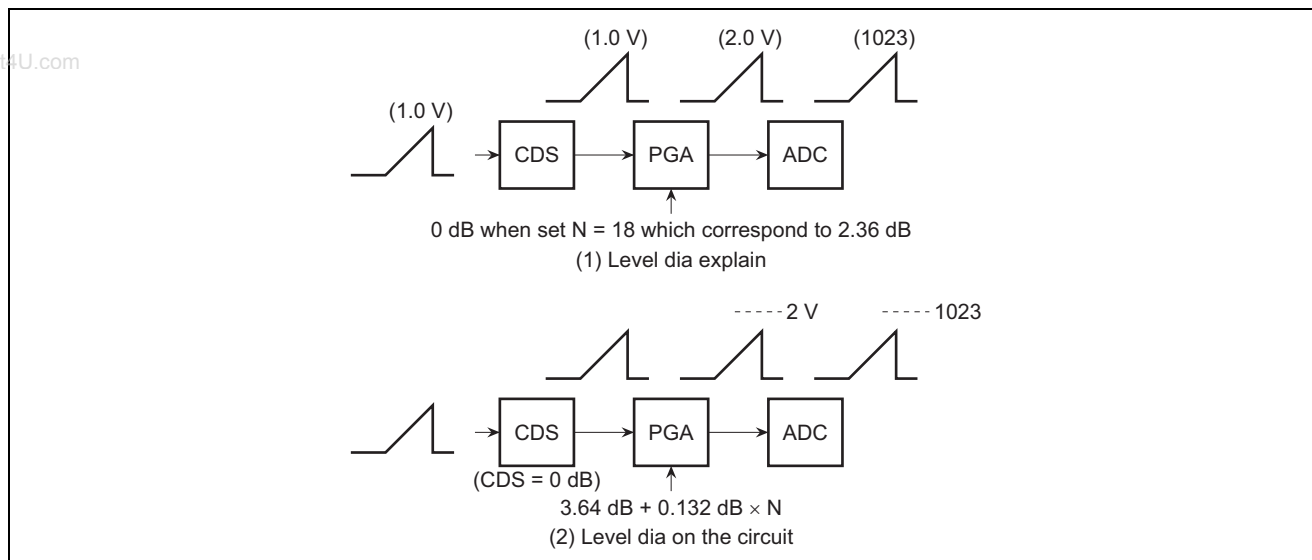 (1.0 V) (2.0 V) (1023)
t4U.com
(1.0 V)
CDS PGA ADC
0 dB when set N = 18 which correspond to 2.36 dB
(1) Level dia explain
2 V 1023
CDS PGA ADC
(CDS = 0 dB)
3.64 dB + 0.132 dB × N
(2) Level dia on the circuit